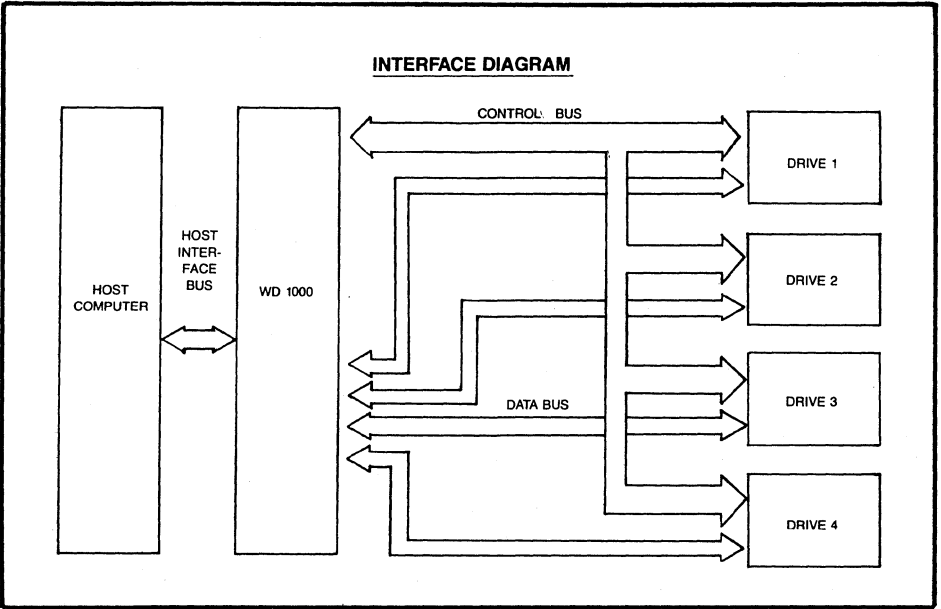 INTERFACE DIAGRAM
CONTROL BUS
DRIVE 1
HOST
INTER-
FACE
BUS
HOST
COMPUTER
WD 1000
DRIVE 2
DATA BUS
DRIVE 3
DRIVE 4